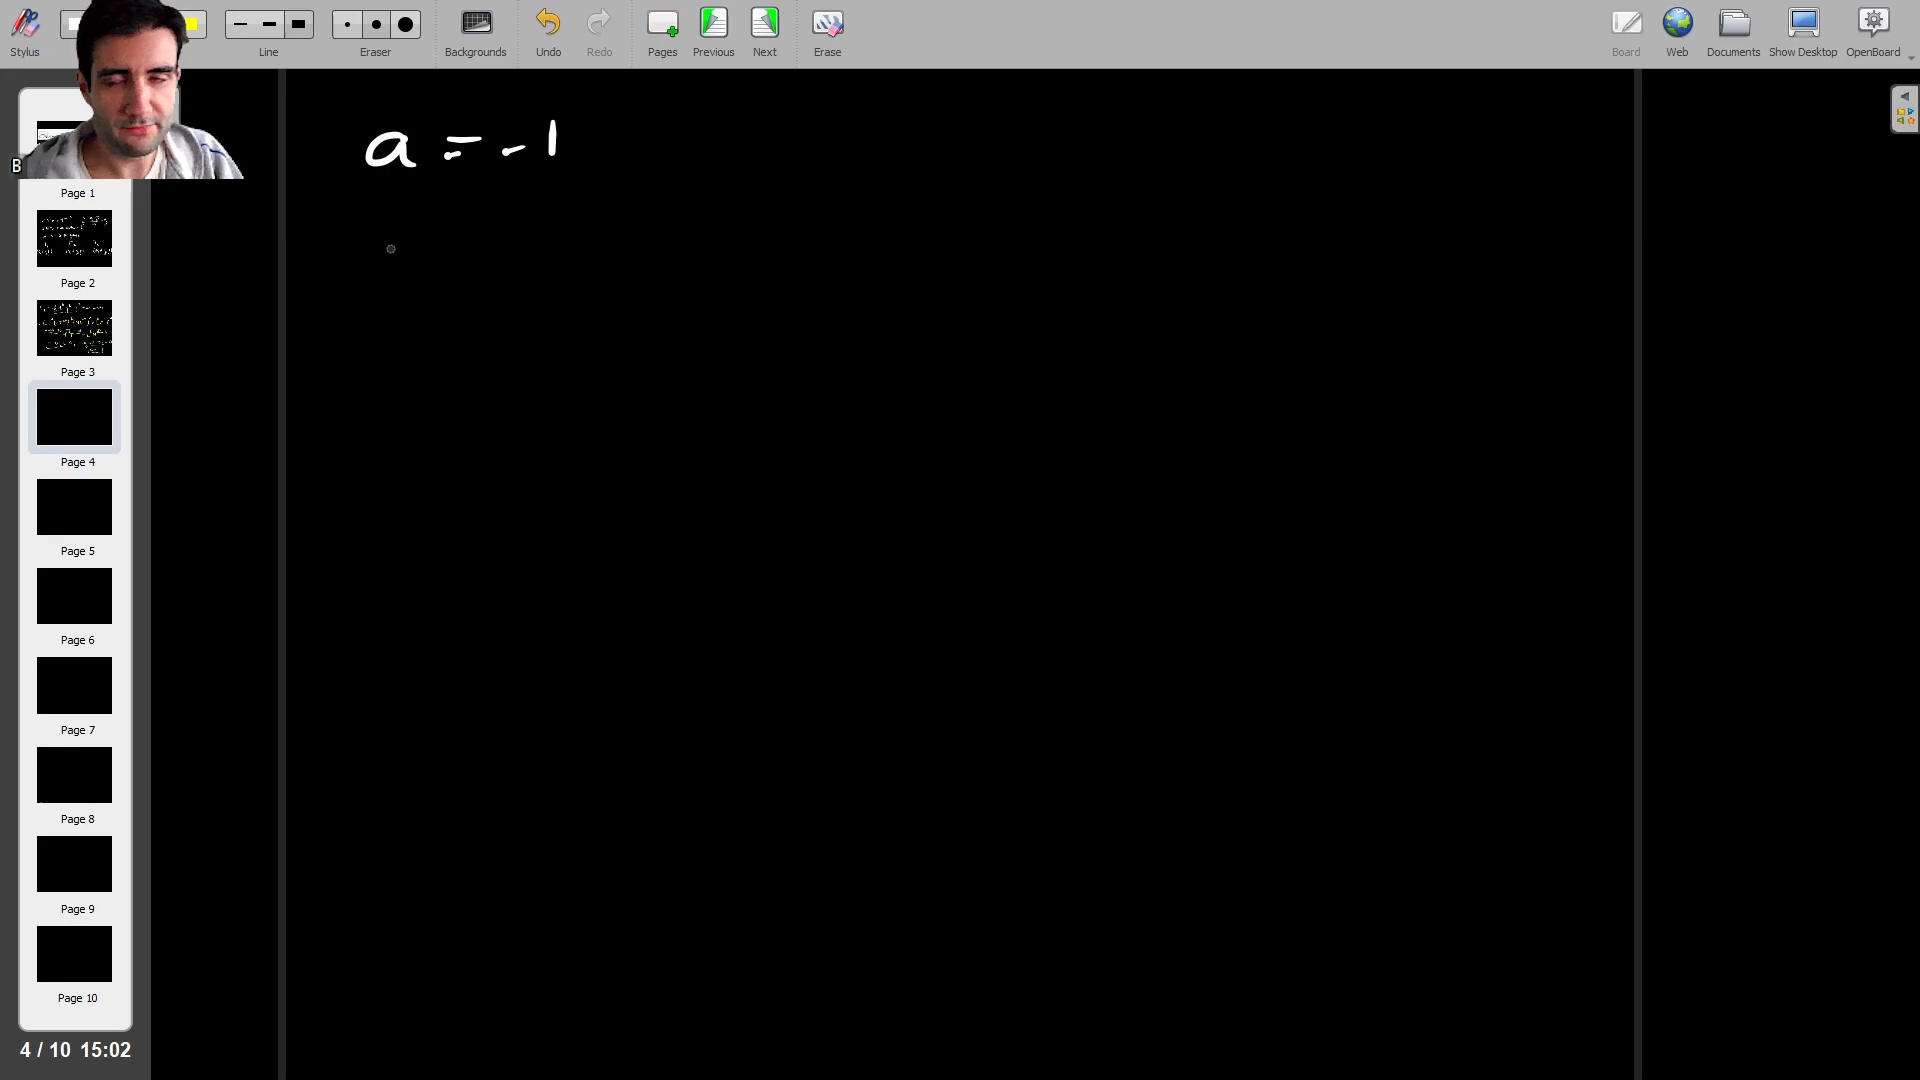 Stylus
Line
Eraser
Backgrounds
Undo
Redo
Pages
Previous
Next
Erase
Board
Web
Documents
Show Desktop
OpenBoard
B
Page 1
Page 2
Page 3
Page 4
Page 5
Page 6
Page 7
Page 8
Page 9
Page 10
4 / 10 15:02
a = -1